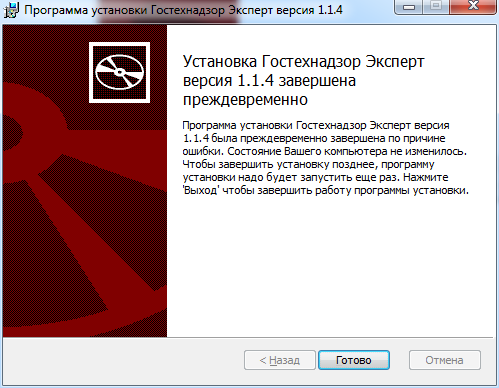 Программа установки Гостехнадзор Эксперт версия 1.1.4
Установка Гостехнадзор Эксперт
версия 1.1.4 завершена
преждевременно
Программа установки Гостехнадзор Эксперт версия
1.1.4 была преждевременно завершена по причине
ошибки. Состояние Вашего компьютера не изменилось.
Чтобы завершить установку позднее, программу
установки надо будет запустить еще раз. Нажмите
'Выход' чтобы завершить работу программы установки.
< Назад
Готово
Отмена